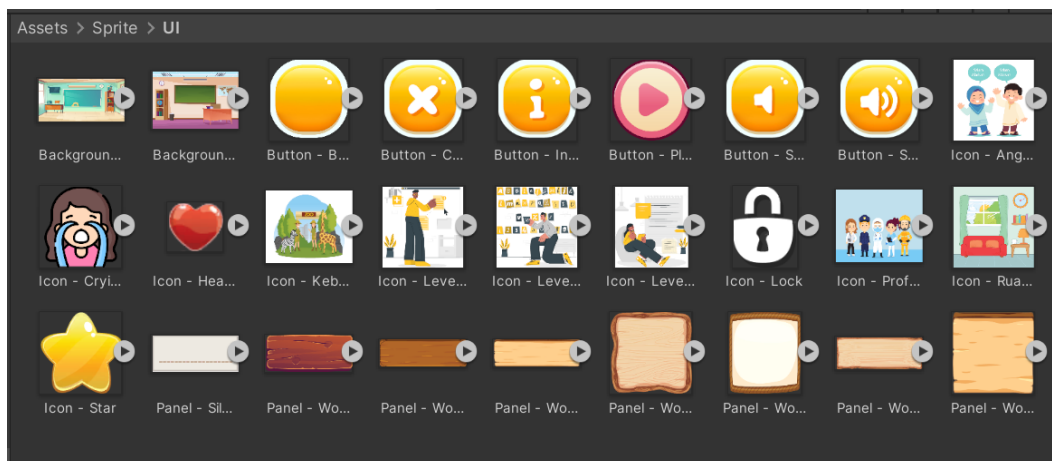 Assets > Sprite > UI
Backgroun... Backgroun... Button - B... Button - C... Button - In... Button - Pl... Button - S... Button - S... Icon - Ang...
Icon - Cryi... Icon - Hea... Icon - Keb... Icon - Leve... Icon - Leve... Icon - Leve... Icon - Lock Icon - Prof... Icon - Rua...
Icon - Star Panel - Sil... Panel - Wo... Panel - Wo... Panel - Wo... Panel - Wo... Panel - Wo... Panel - Wo... Panel - Wo...